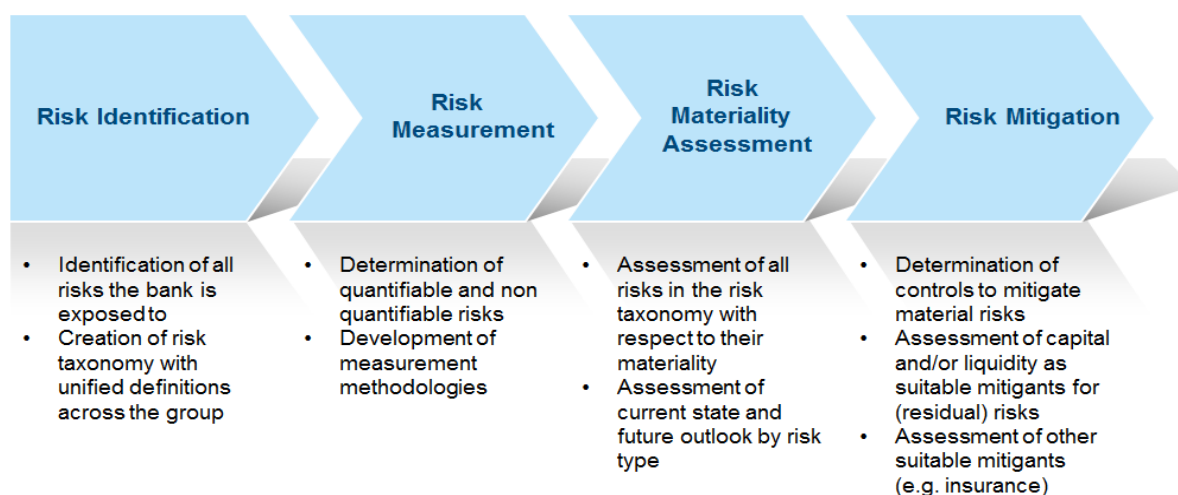 Risk Identification
Risk
Measurement
Risk
Materiality
Assessment
Risk Mitigation
• Identification of all
risks the bank is
exposed to
• Creation of risk
taxonomy with
unified definitions
across the group
• Determination of
quantifiable and non
quantifiable risks
• Development of
measurement
methodologies
• Assessment of all
risks in the risk
taxonomy with
respect to their
materiality
• Assessment of
current state and
future outlook by risk
type
• Determination of
controls to mitigate
material risks
• Assessment of capital
and/or liquidity as
suitable mitigants for
(residual) risks
• Assessment of other
suitable mitigants
(e.g. insurance)